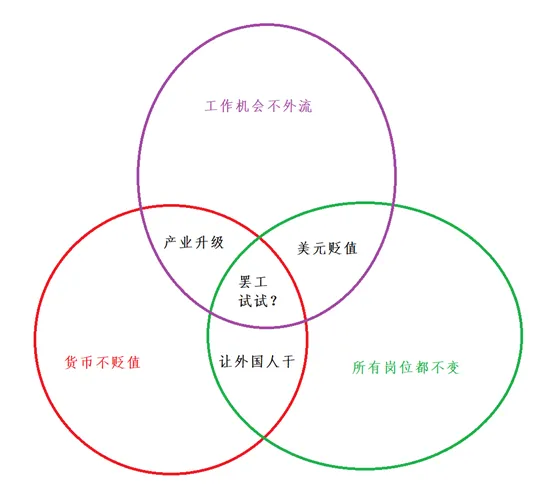 工作机会不外流
产业升级
美元贬值
罢工
试试?
货币不贬值
让外国人干
所有岗位都不变